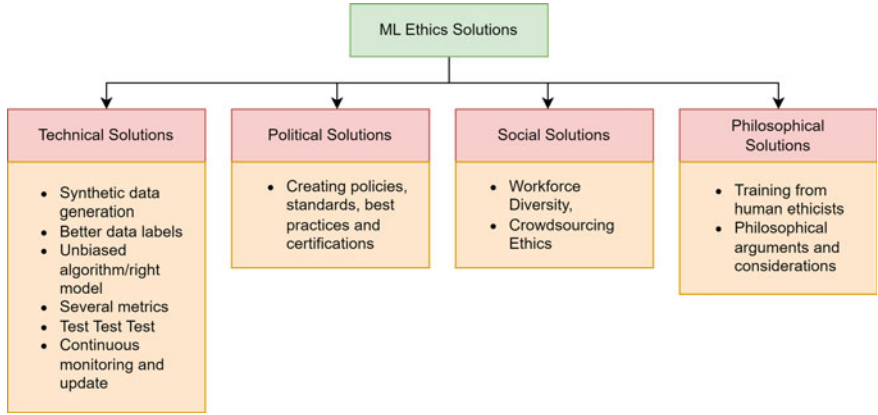 ML Ethics Solutions
Technical Solutions
• Synthetic data
generation
• Better data labels
• Unbiased
algorithm/right
model
• Several metrics
• Test Test Test
• Continuous
monitoring and
update
Political Solutions
• Creating policies,
standards, best
practices and
certifications
Social Solutions
• Workforce
Diversity,
• Crowdsourcing
Ethics
Philosophical
Solutions
• Training from
human ethicists
• Philosophical
arguments and
considerations